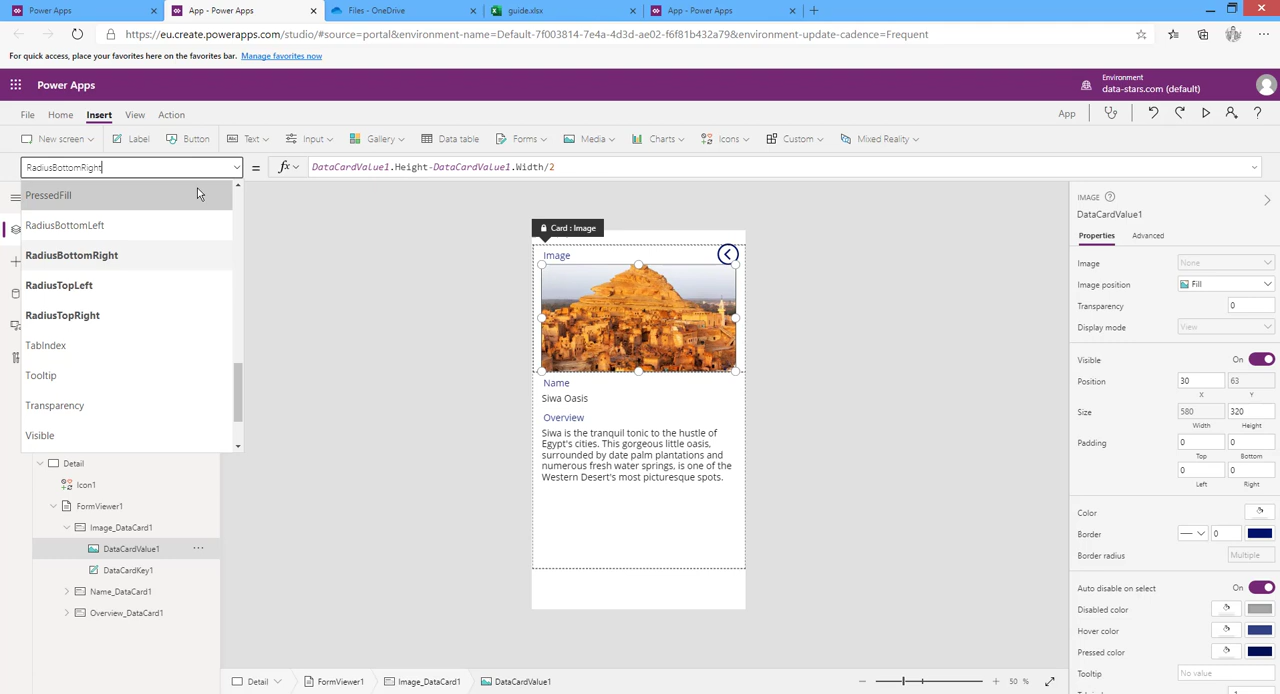 Power Apps
App - Power Apps
Files - OneDrive
guide.xlsx
App - Power Apps
https://eu.create.powerapps.com/studio/#source=portal&environment-name=Default-7f003814-7e4a-4d3d-ae02-f6f81b432a79&environment-update-cadence=Frequent
For quick access, place your favorites here on the favorites bar. Manage favorites now
Power Apps
Environment
data-stars.com (default)
File Home Insert View Action
App
New screen Label Button Text Input Gallery Data table Forms Media Charts Icons Custom Mixed Reality
RadiusBottomRight = fx DataCardValue1.Height-DataCardValue1.Width/2
PressedFill
RadiusBottomLeft
RadiusBottomRight
RadiusTopLeft
RadiusTopRight
TabIndex
Tooltip
Transparency
Visible
Detail
Icon1
FormViewer1
Image_DataCard1
DataCardValue1
DataCardKey1
Name_DataCard1
Overview_DataCard1
Card : Image
Image
Name
Siwa Oasis
Overview
Siwa is the tranquil tonic to the hustle of
Egypt's cities. This gorgeous little oasis,
surrounded by date palm plantations and
numerous fresh water springs, is one of the
Western Desert's most picturesque spots.
IMAGE
DataCardValue1
Properties Advanced
Image None
Image position Fill
Transparency 0
Display mode View
Visible On
Position 30 63
X Y
Size 580 320
Width Height
Padding 0 0
Top Bottom
0 0
Left Right
Color
Border 0
Border radius Multiple
Auto disable on select On
Disabled color
Hover color
Pressed color
Tooltip No value
Detail FormViewer1 Image_DataCard1 DataCardValue1
50 %